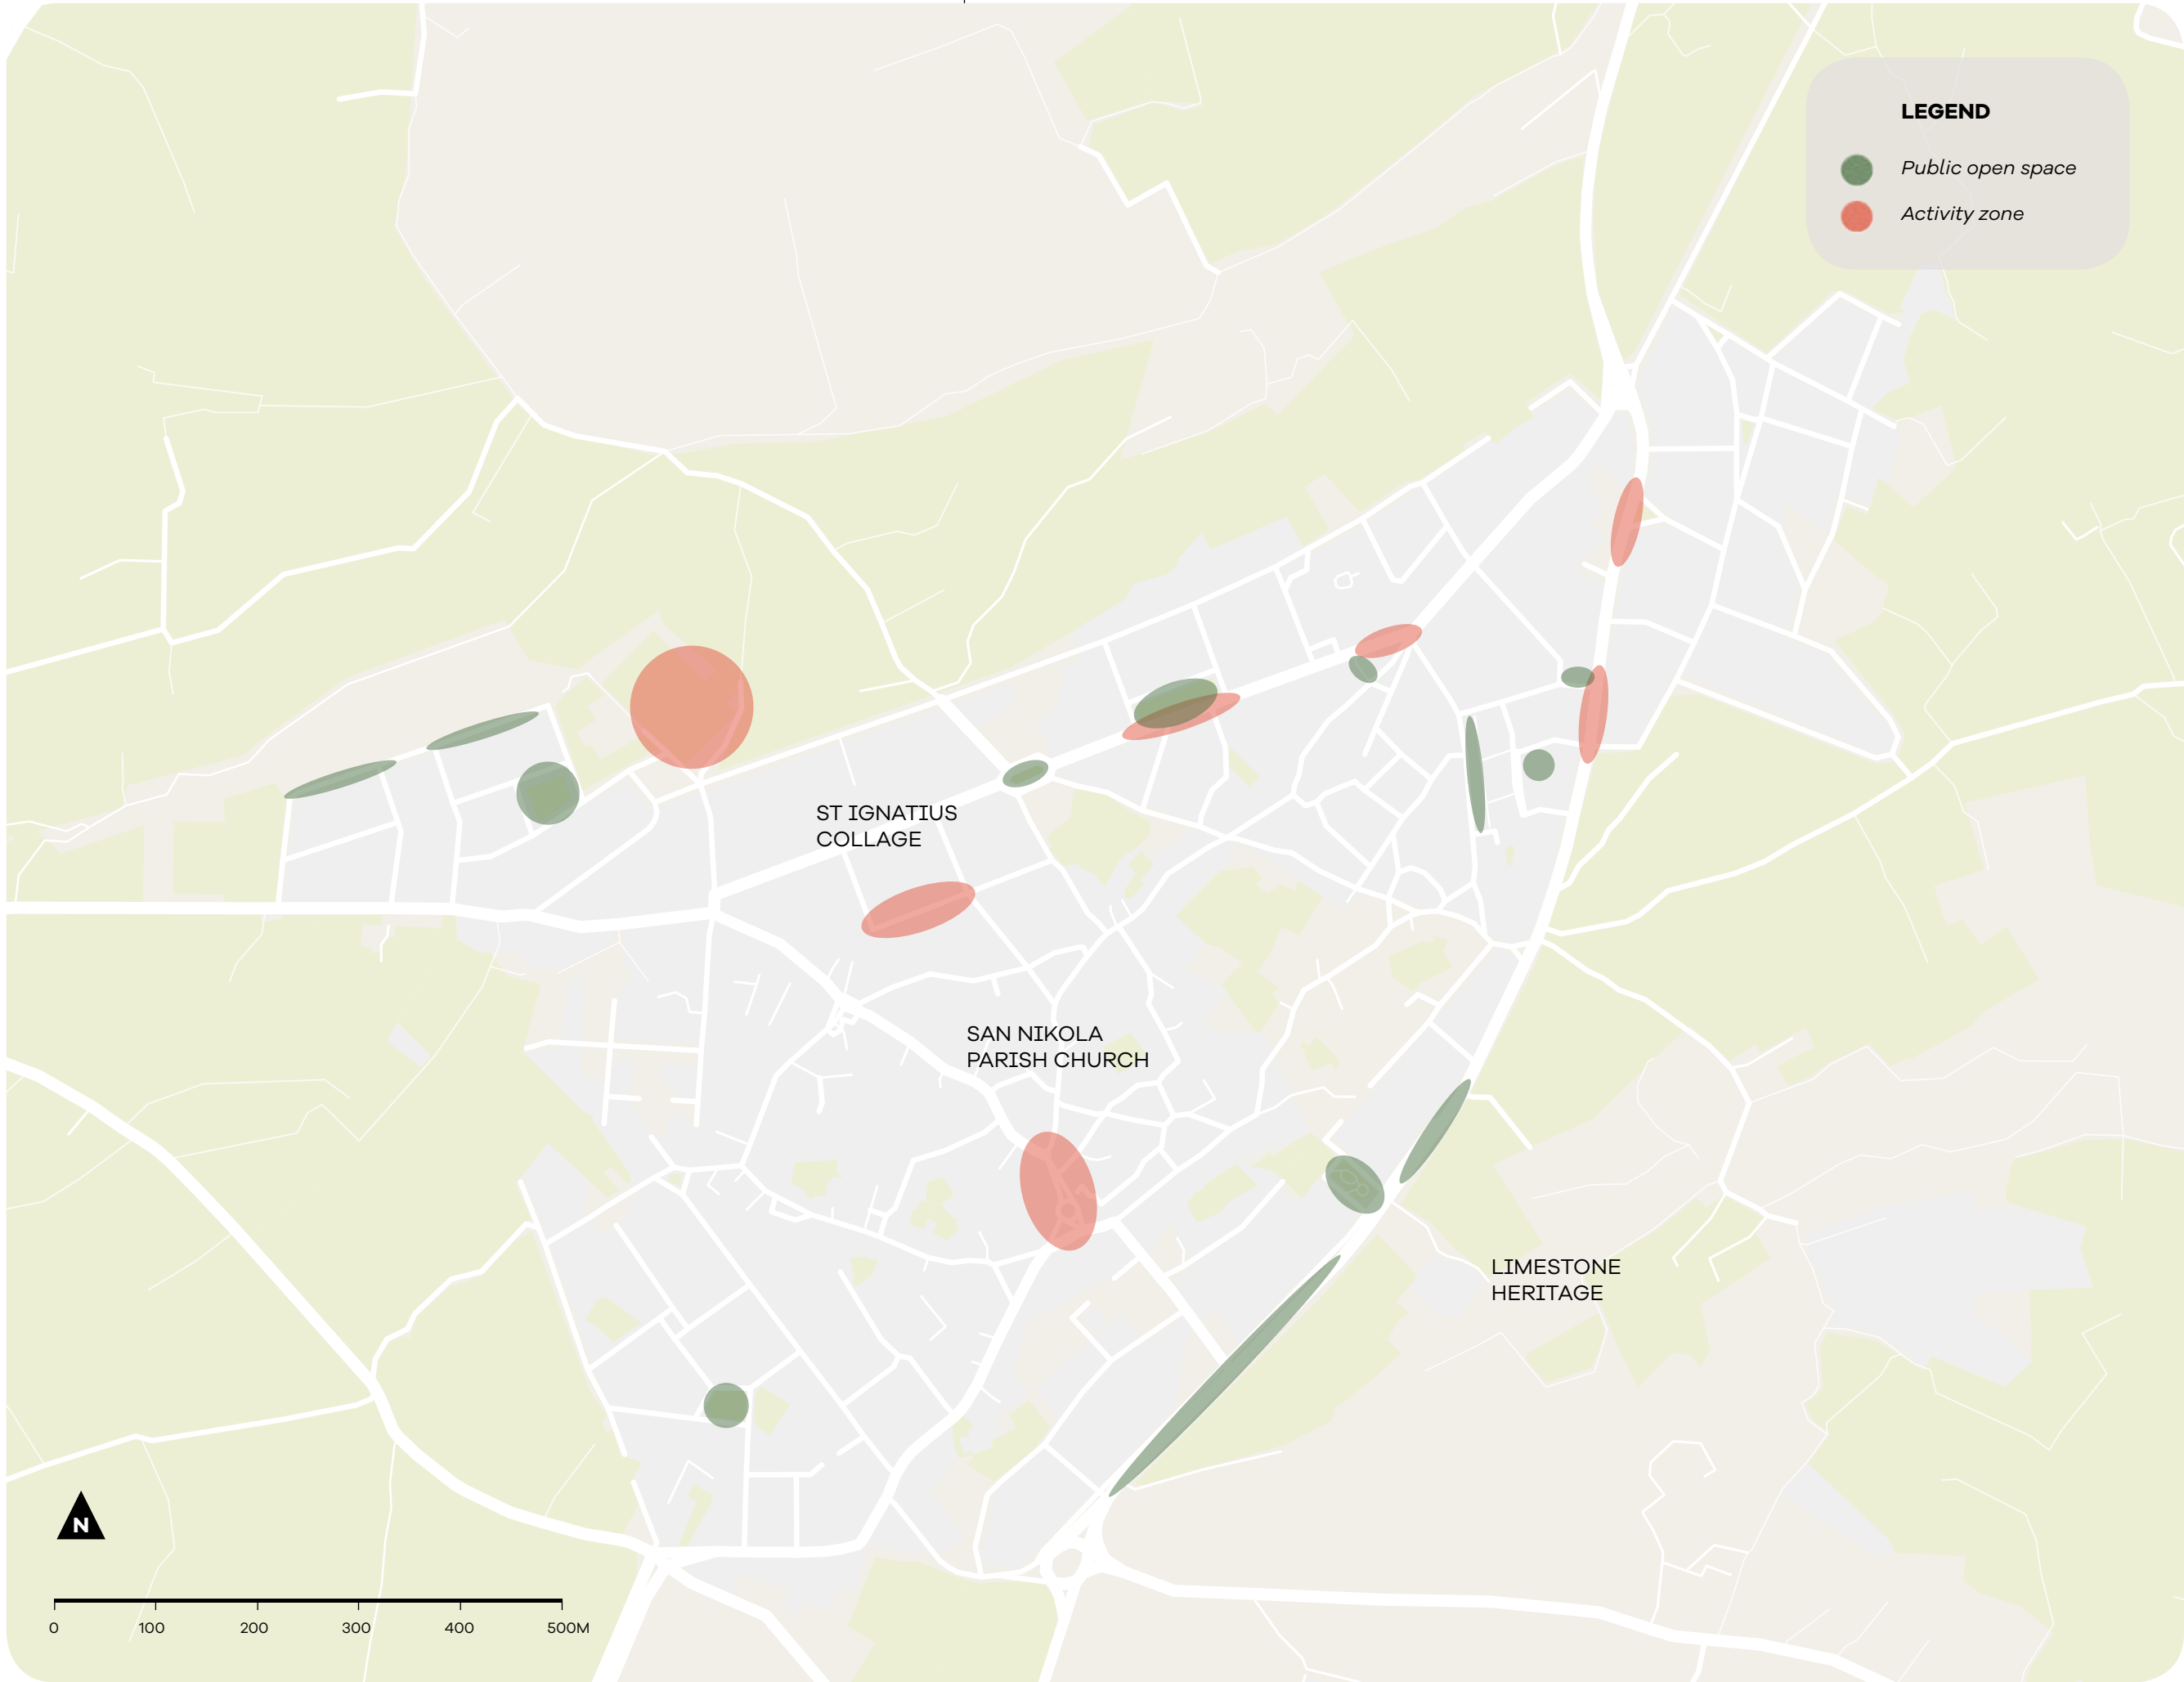 LEGEND
Public open space
Activity zone
ST IGNATIUS
COLLAGE
SAN NIKOLA
PARISH CHURCH
LIMESTONE
HERITAGE
N
0 100 200 300 400 500M